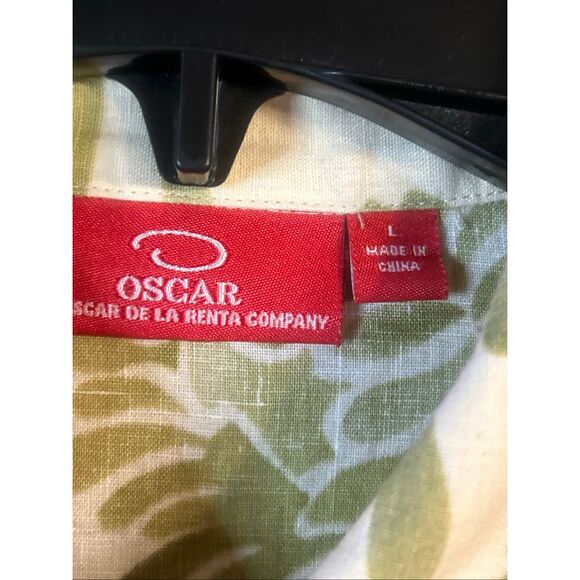 OSCAR
SCAR DE LA RENTA COMPANY
L
MADE IN
CHINA